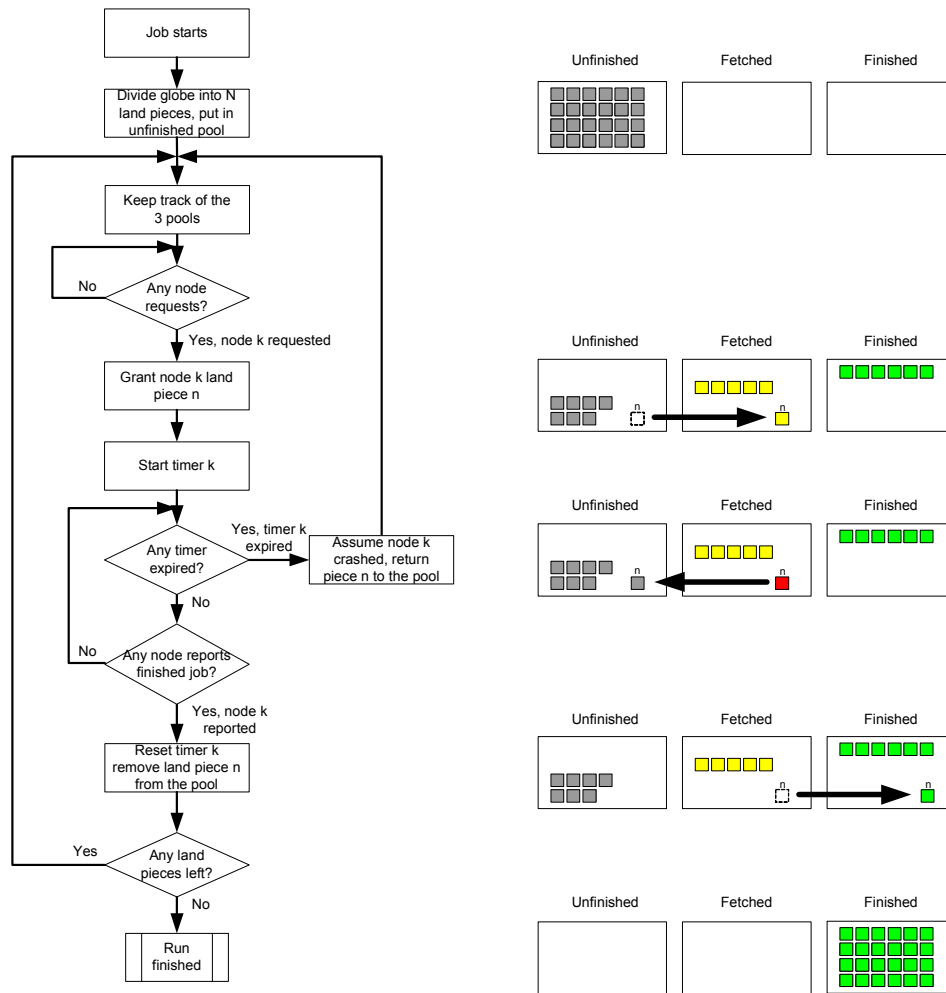 Job starts
Divide globe into N
land pieces, put in
unfinished pool
Keep track of the
3 pools
No
Any node
requests?
Yes, node k requested
Grant node k land
piece n
Start timer k
Any timer
expired?
Yes, timer k
expired
Assume node k
crashed, return
piece n to the pool
No
No
Any node reports
finished job?
Yes, node k
reported
Reset timer k
remove land piece n
from the pool
Yes
Any land
pieces left?
No
Run
finished
Unfinished
Fetched
Finished
Unfinished
Fetched
Finished
n
n
Unfinished
Fetched
Finished
n
n
Unfinished
Fetched
Finished
n
n
Unfinished
Fetched
Finished